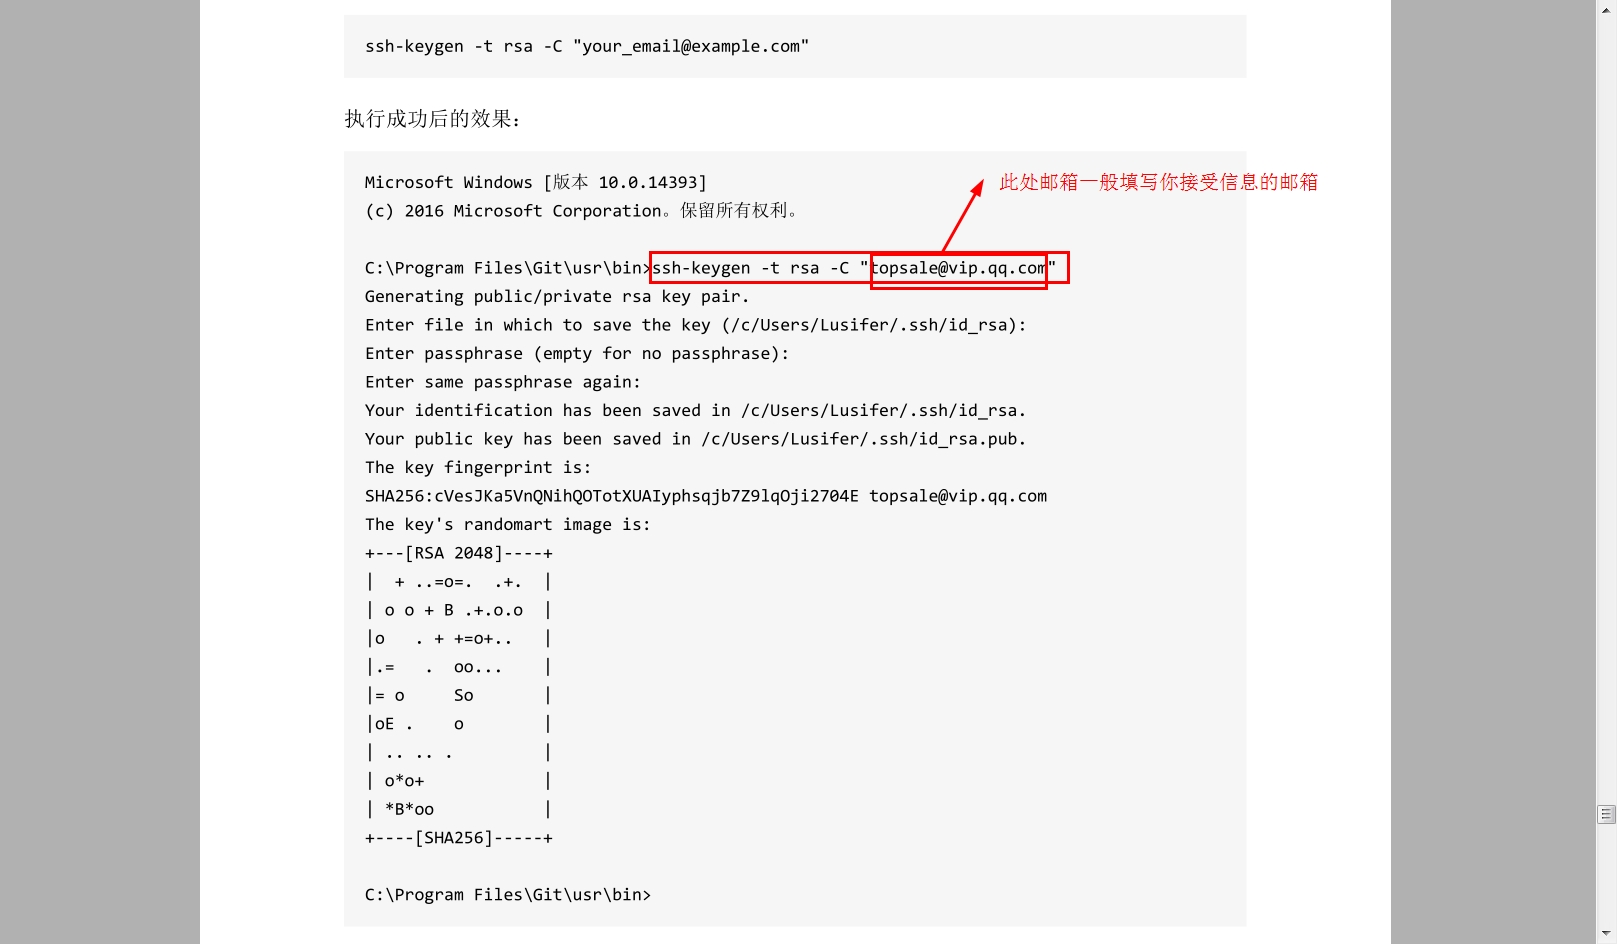 ssh-keygen -t rsa -C "your_email@example.com"
执行成功后的效果：
Microsoft Windows [版本 10.0.14393]
此处邮箱一般填写你接受信息的邮箱
(c) 2016 Microsoft Corporation。保留所有权利。
C:\Program Files\Git\usr\bin>ssh-keygen -t rsa -C "topsale@vip.qq.com"
Generating public/private rsa key pair.
Enter file in which to save the key (/c/Users/Lusifer/.ssh/id_rsa):
Enter passphrase (empty for no passphrase):
Enter same passphrase again:
Your identification has been saved in /c/Users/Lusifer/.ssh/id_rsa.
Your public key has been saved in /c/Users/Lusifer/.ssh/id_rsa.pub.
The key fingerprint is:
SHA256:cVesJKa5VnQNihQOTotXUAIyphsqjb7Z9lqOji2704E topsale@vip.qq.com
The key's randomart image is:
+---[RSA 2048]----+
|  + ..=o=.  .+.  |
| o o + B .+.o.o  |
|o   . + +=o+..   |
|.=   .  oo...    |
|= o     So       |
|oE .    o        |
| .. .. .         |
| o*o+            |
| *B*oo           |
+----[SHA256]-----+
C:\Program Files\Git\usr\bin>